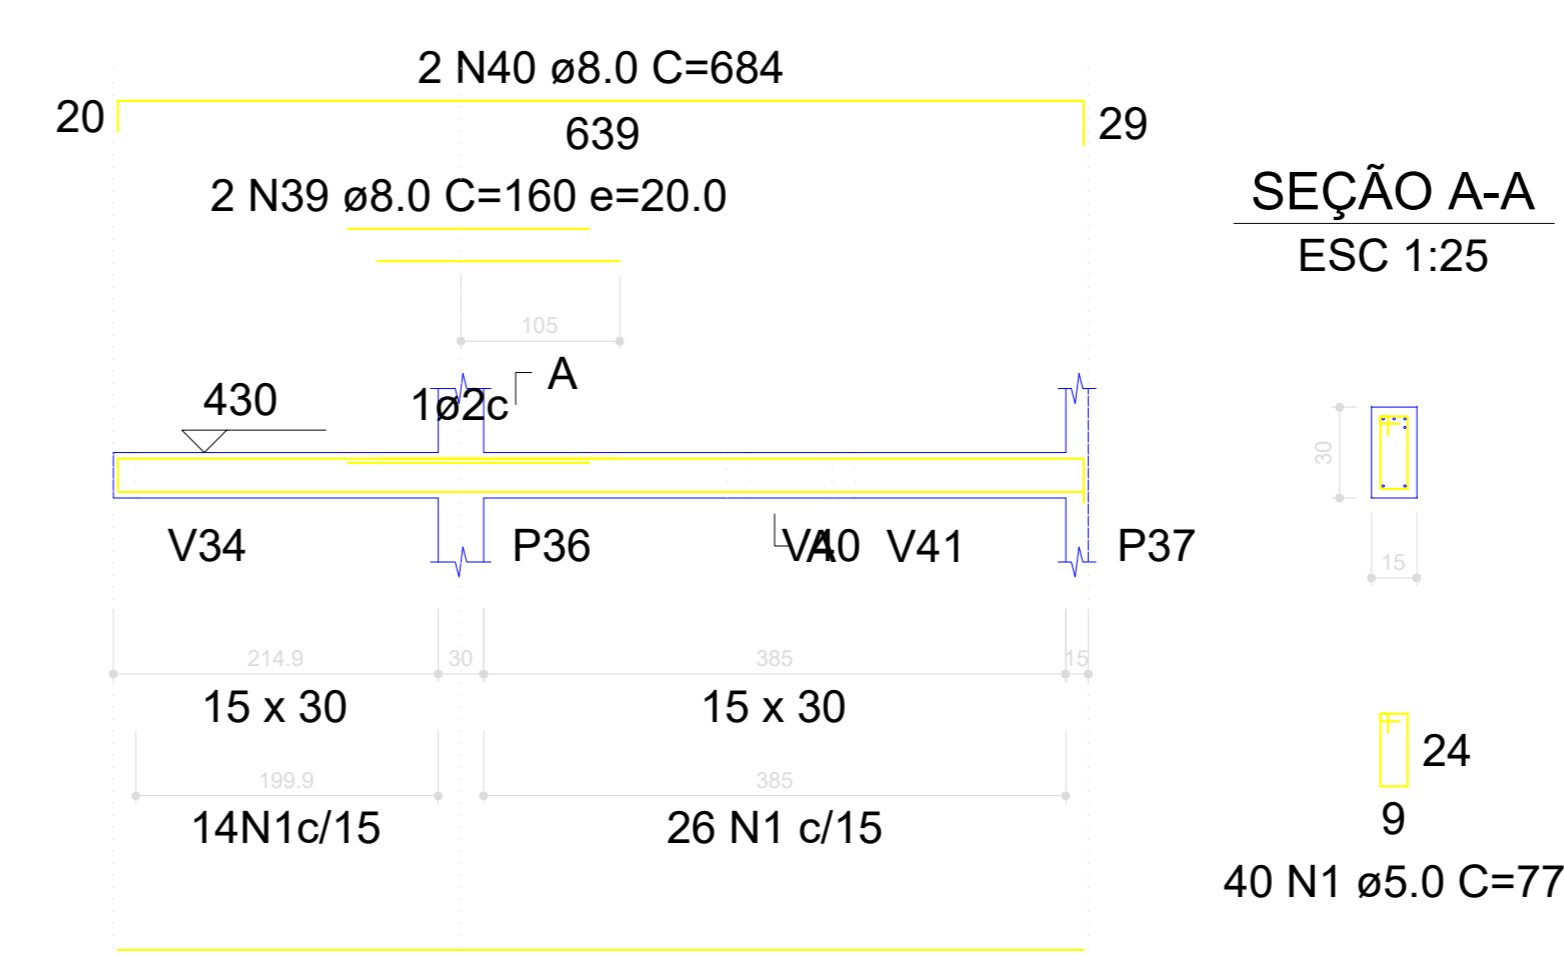 2 N40 ø8.0 C=684
20
29
639
2 N39 ø8.0 C=160 e=20.0
SEÇÃO A-A
ESC 1:25
105
A
430
1ø2c
30
V34
P36
V40
A
V41
P37
15
214.9
30
385
15
15 x 30
15 x 30
24
199.9
385
9
14N1c/15
26 N1 c/15
40 N1 ø5.0 C=77